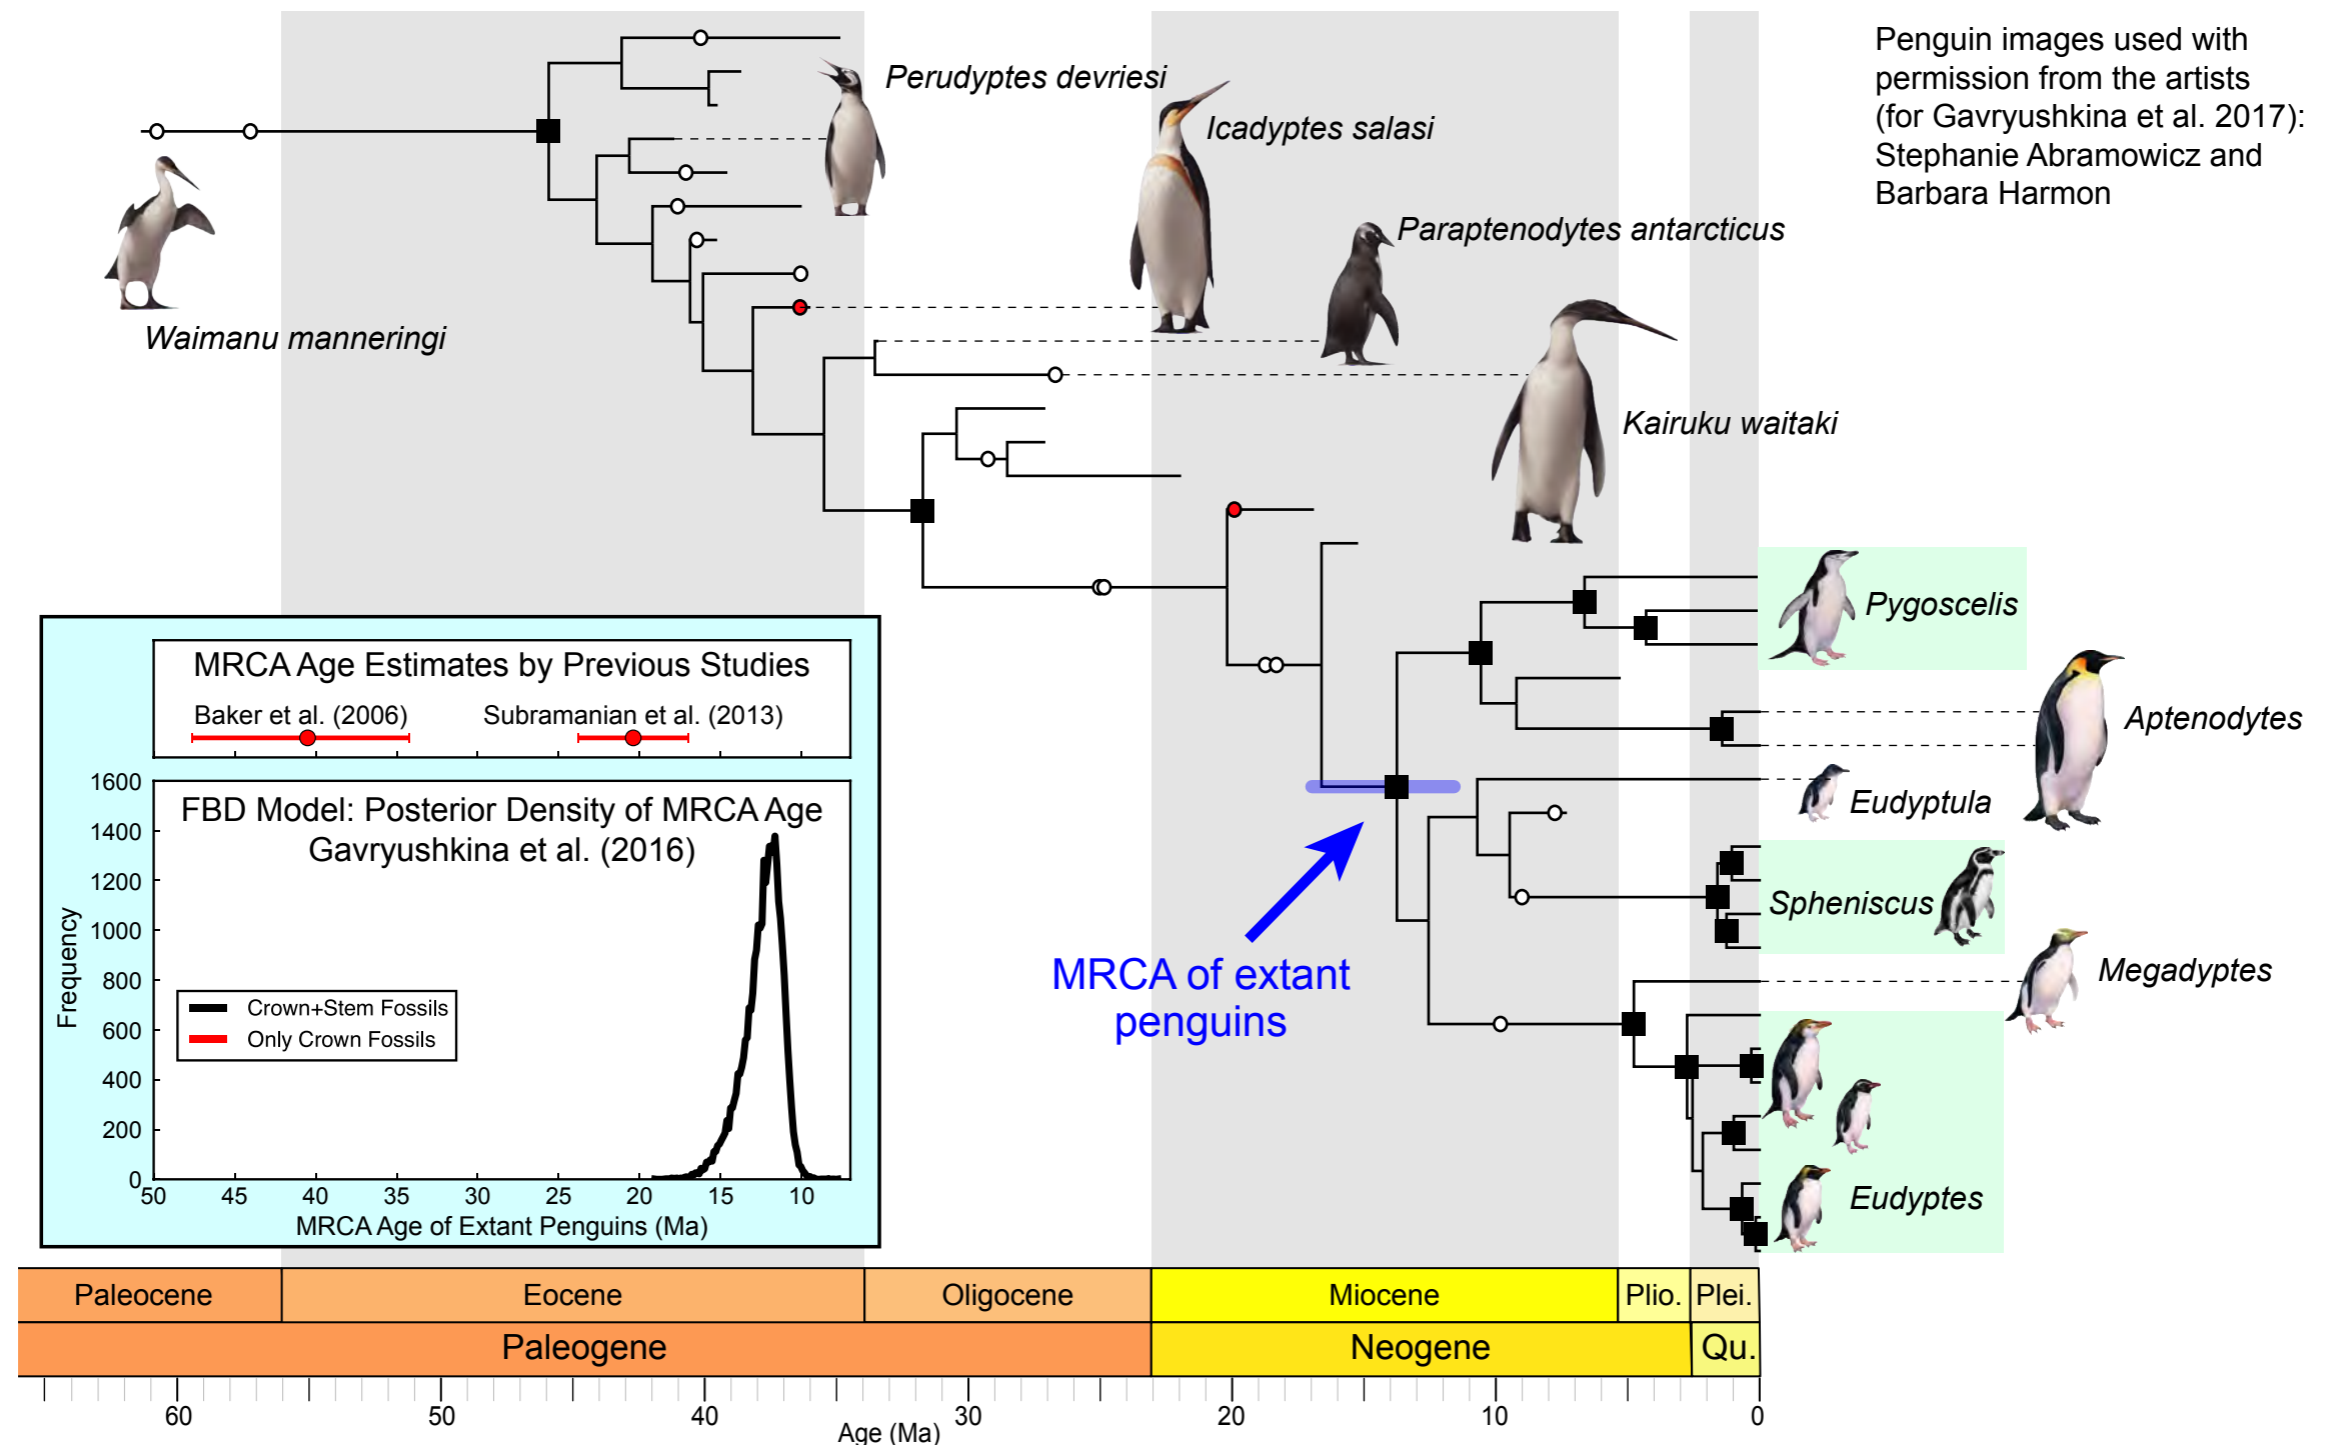 Penguin images used with
permission from the artists
(for Gavryushkina et al. 2017):
Stephanie Abramowicz and
Barbara Harmon
Perudyptes devriesi
Icadyptes salasi
Paraptenodytes antarcticus
Waimanu manneringi
Kairuku waitaki
Pygoscelis
Aptenodytes
Eudyptula
Spheniscus
Megadyptes
Eudyptes
MRCA of extant
penguins
MRCA Age Estimates by Previous Studies
Baker et al. (2006)
Subramanian et al. (2013)
FBD Model: Posterior Density of MRCA Age
Gavryushkina et al. (2016)
Frequency
1600
1400
1200
1000
800
600
400
200
0
Crown+Stem Fossils
Only Crown Fossils
50 45 40 35 30 25 20 15 10
MRCA Age of Extant Penguins (Ma)
Paleocene Eocene Oligocene Miocene Plio. Plei.
Paleogene Neogene Qu.
60 50 40 30 20 10 0
Age (Ma)